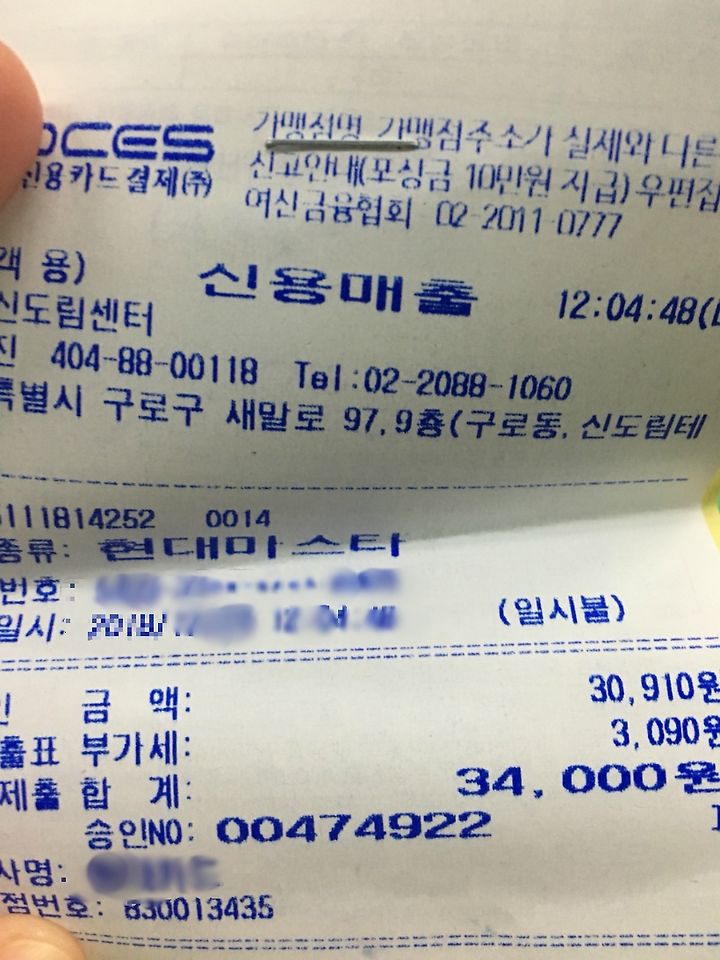 가맹점명 가맹점주소가 실제와 다른
OCES 신고안내(포상금 10만원 지급)우편접
신용카드결제(주) 여신금융협회 02-2011-0777
액 용) 신용매출 12:04:48(
신도림센터
진 404-88-00118 Tel:02-2088-1060
특별시 구로구 새말로 97,9층(구로동, 신도림테
111814252 0014
종류: 현대마스타
번호:
일시: 2018/ 12:04:48 (일시불)
인 금 액: 30,910원
출표 부가세: 3,090원
제출 합 계: 34,000원
승인NO: 00474922
사명:
점번호: 830013435